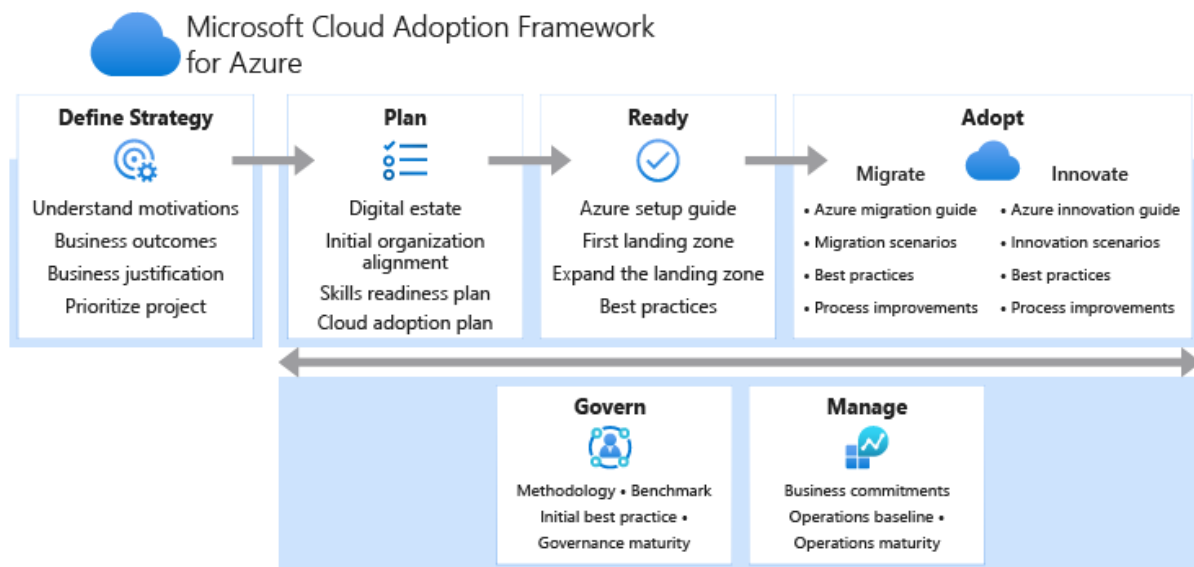 Microsoft Cloud Adoption Framework
for Azure
Define Strategy
Understand motivations
Business outcomes
Business justification
Prioritize project
Plan
Digital estate
Initial organization
alignment
Skills readiness plan
Cloud adoption plan
Ready
Azure setup guide
First landing zone
Expand the landing zone
Best practices
Adopt
Migrate
• Azure migration guide
• Migration scenarios
• Best practices
• Process improvements
Innovate
• Azure innovation guide
• Innovation scenarios
• Best practices
• Process improvements
Govern
Methodology • Benchmark
Initial best practice •
Governance maturity
Manage
Business commitments
Operations baseline •
Operations maturity